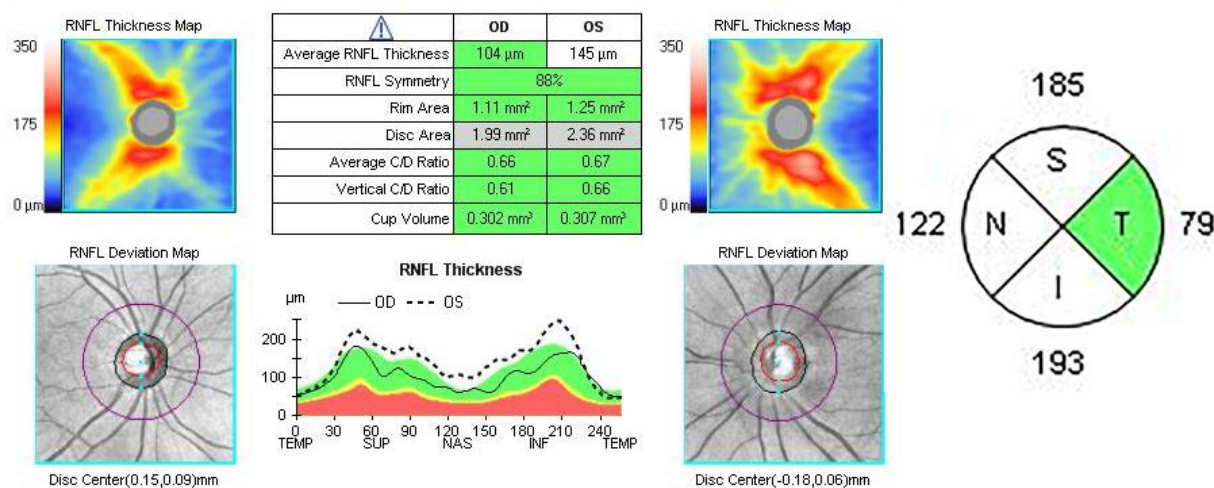 RNFL Thickness Map
350
175
0 µm
OD OS
Average RNFL Thickness 104 µm 145 µm
RNFL Symmetry 88%
Rim Area 1.11 mm² 1.25 mm²
Disc Area 1.99 mm² 2.36 mm²
Average C/D Ratio 0.66 0.67
Vertical C/D Ratio 0.61 0.66
Cup Volume 0.302 mm³ 0.307 mm³
RNFL Thickness Map
350
175
0 µm
185
S
122 N T 79
I
193
RNFL Deviation Map
Disc Center(0.15,0.09)mm
RNFL Thickness
µm OD OS
200
100
0
0 30 60 90 120 150 180 210 240
TEMP SUP NAS INF TEMP
RNFL Deviation Map
Disc Center(-0.18,0.06)mm